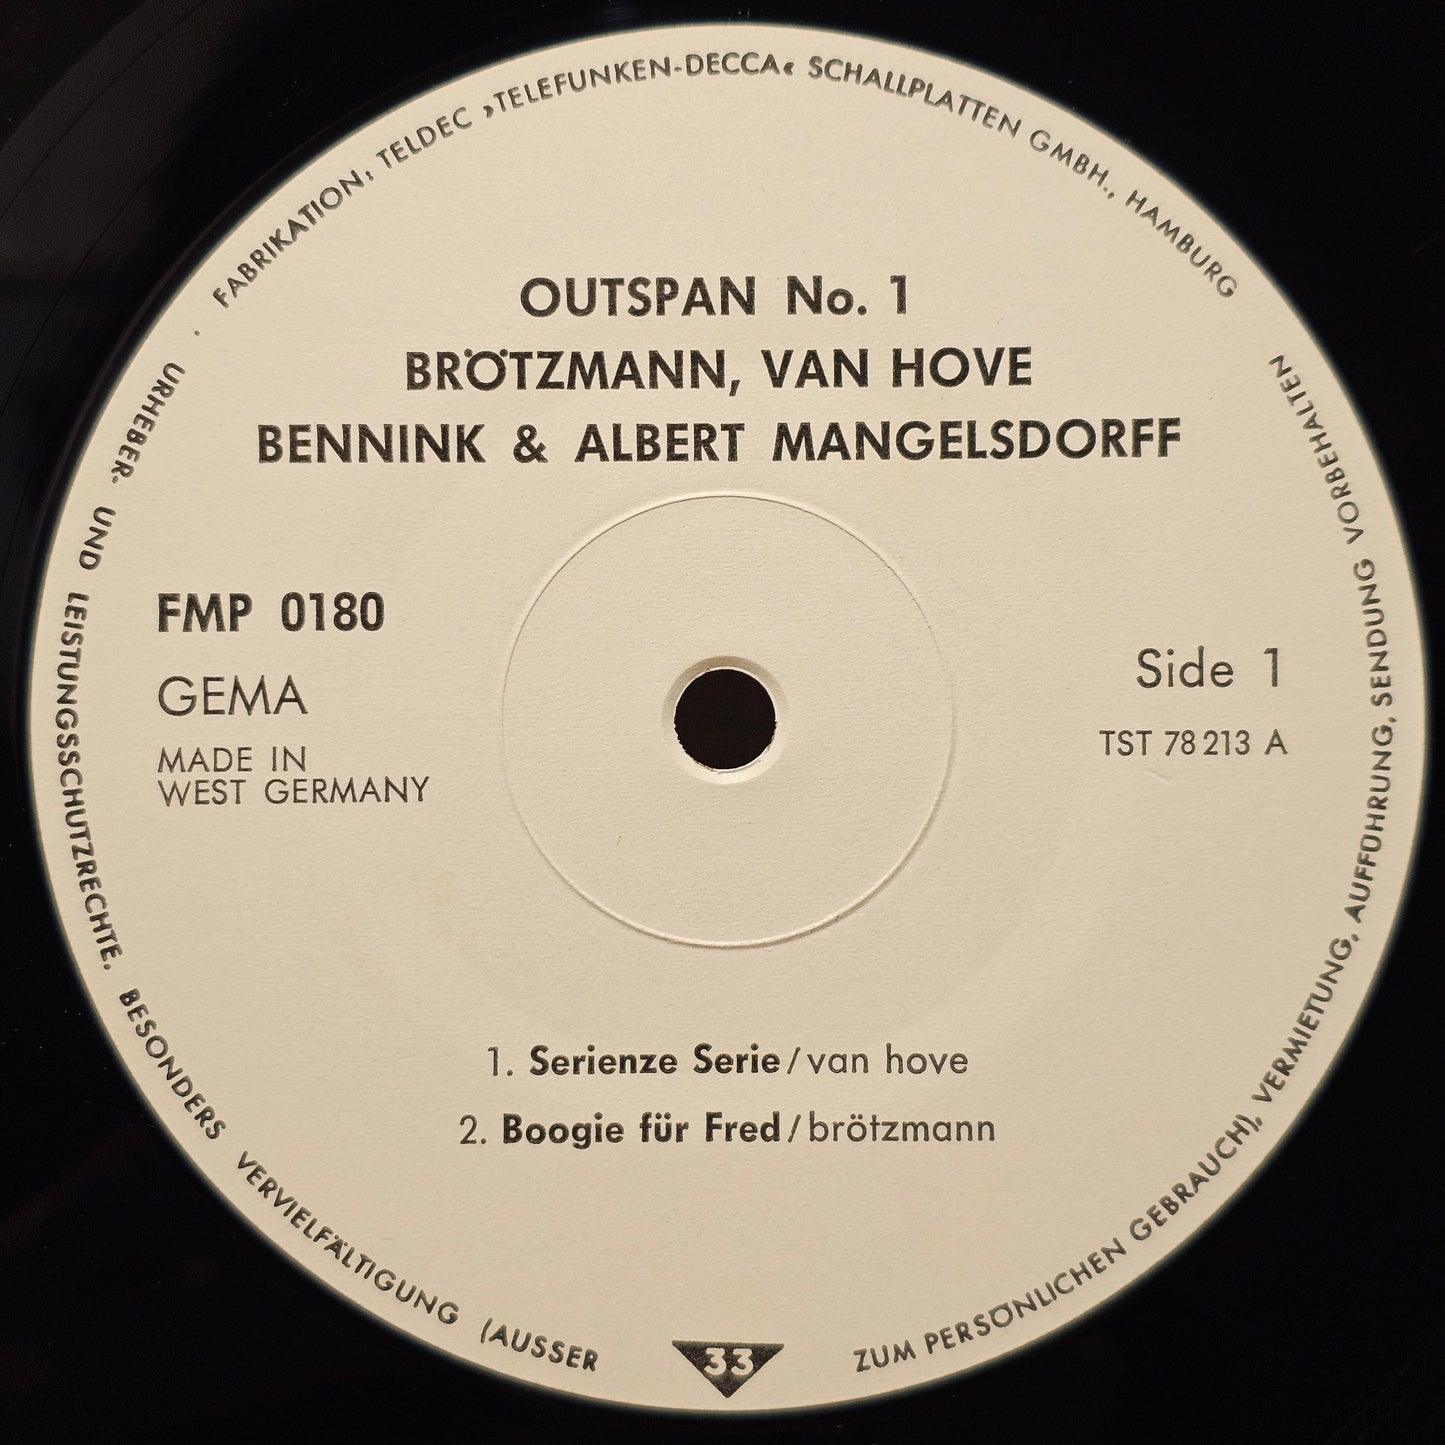 FABRIKATION: TELDEC »TELEFUNKEN-DECCA« SCHALLPLATTEN GMBH., HAMBURG
OUTSPAN No. 1
BRÖTZMANN, VAN HOVE
BENNINK & ALBERT MANGELSDORFF
FMP 0180
GEMA
MADE IN
WEST GERMANY
Side 1
TST 78 213 A
1. Serienze Serie / van hove
2. Boogie für Fred / brötzmann
33
URHEBER- UND LEISTUNGSSCHUTZRECHTE. BESONDERS VERVIELFÄLTIGUNG (AUSSER ZUM PERSÖNLICHEN GEBRAUCH), VERMIETUNG, AUFFÜHRUNG, SENDUNG VORBEHALTEN